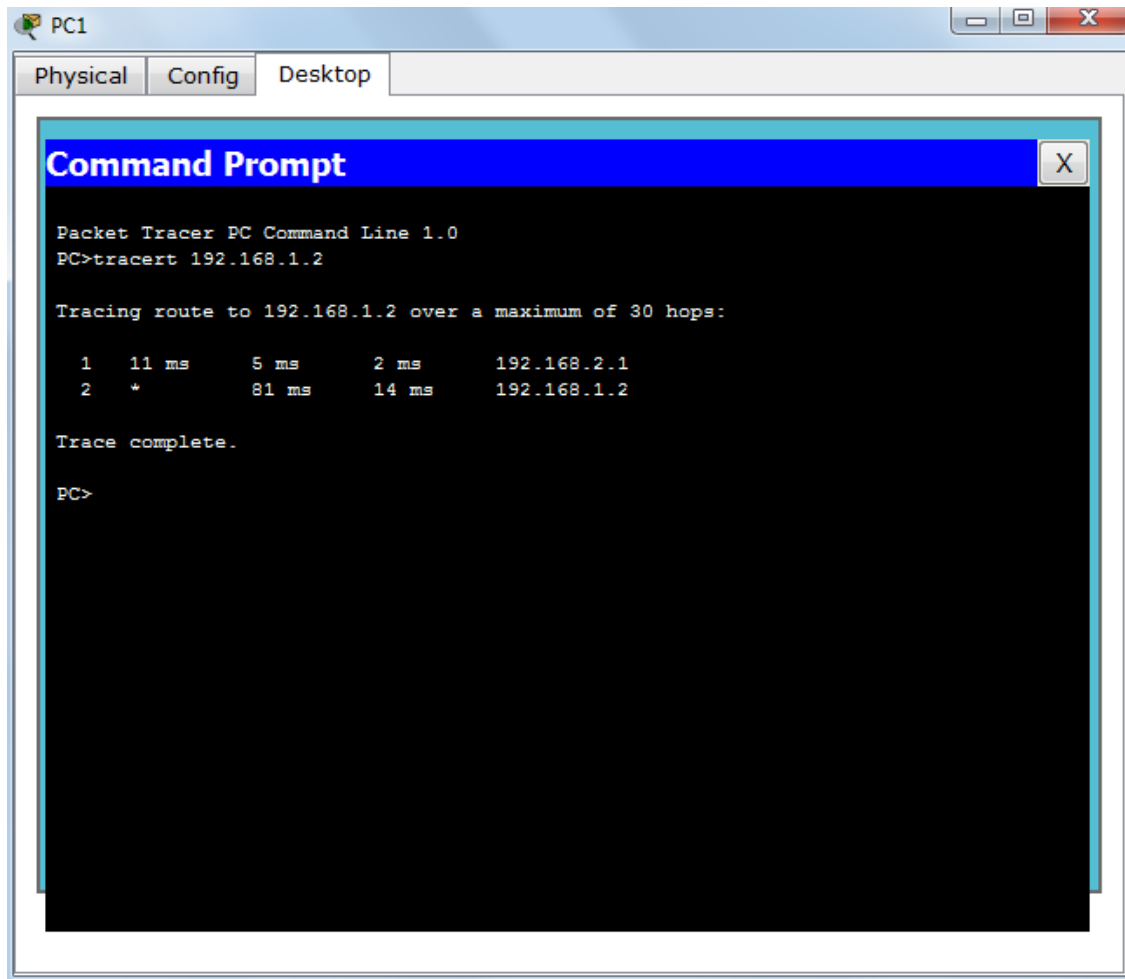 PC1
Physical Config Desktop
Command Prompt X
Packet Tracer PC Command Line 1.0
PC>tracert 192.168.1.2
Tracing route to 192.168.1.2 over a maximum of 30 hops:
1 11 ms 5 ms 2 ms 192.168.2.1
2 * 81 ms 14 ms 192.168.1.2
Trace complete.
PC>